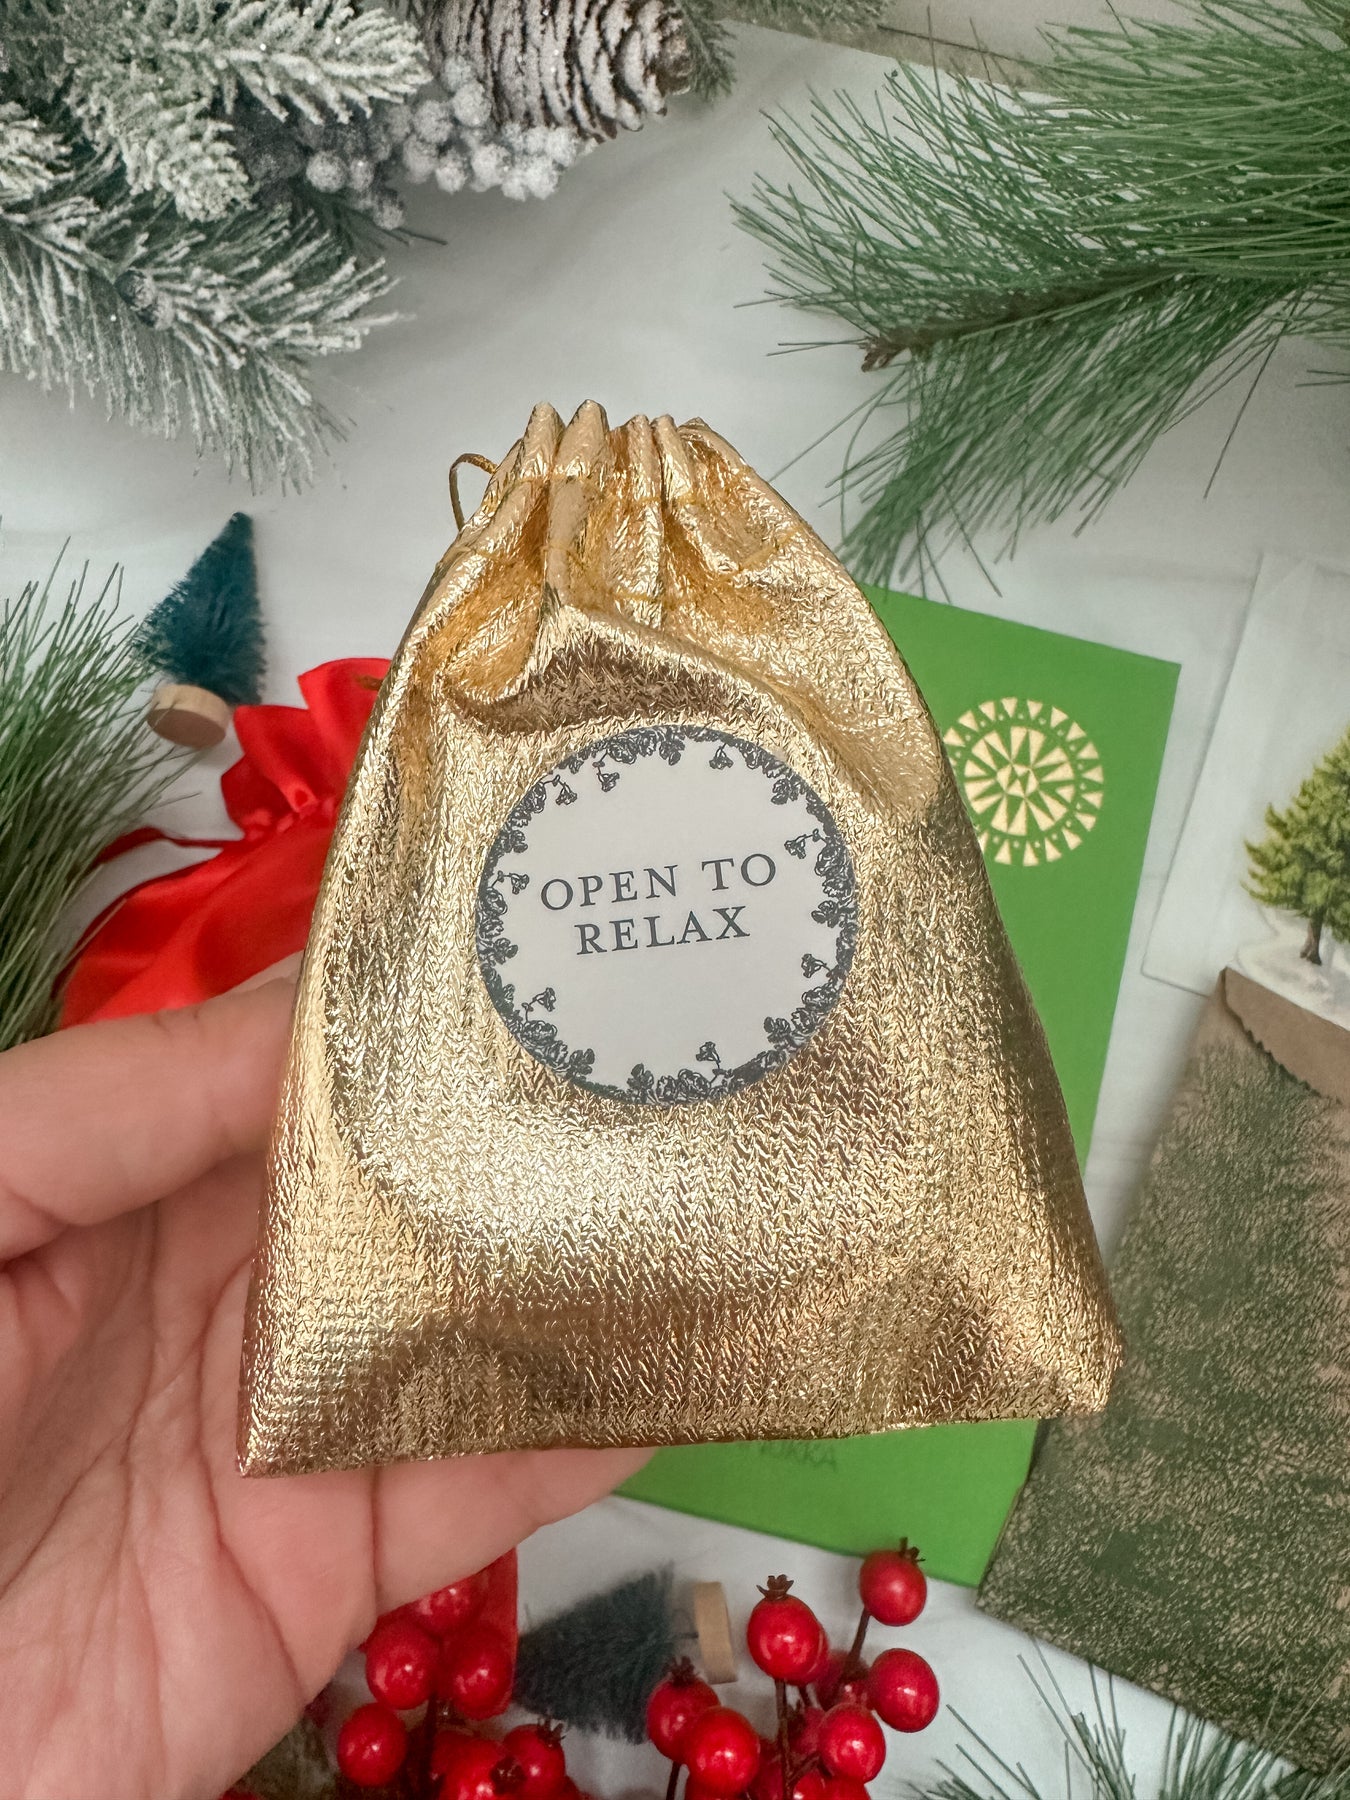 OPEN TO
RELAX